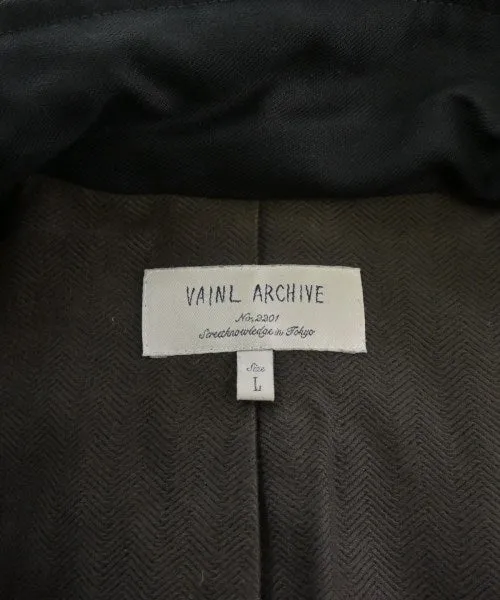 VAINL ARCHIVE
No,2201
Streetknowledge in Tokyo
Size
L